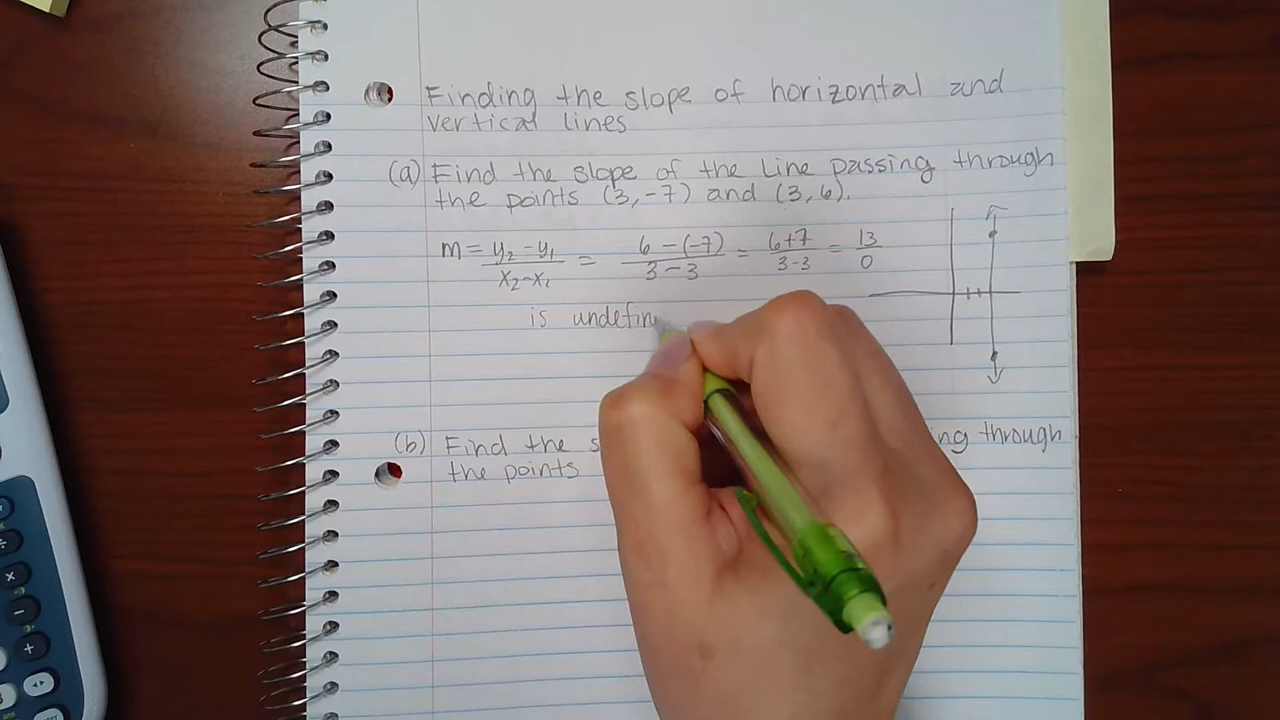 Finding the slope of horizontal and
vertical lines
(a) Find the slope of the line passing through
the points (3,-7) and (3,6).
m = y₂ - y₁ / x₂ - x₁ = 6 - (-7) / 3 - 3 = 6+7 / 3-3 = 13 / 0
is undefin
(b) Find the s ng through
the points